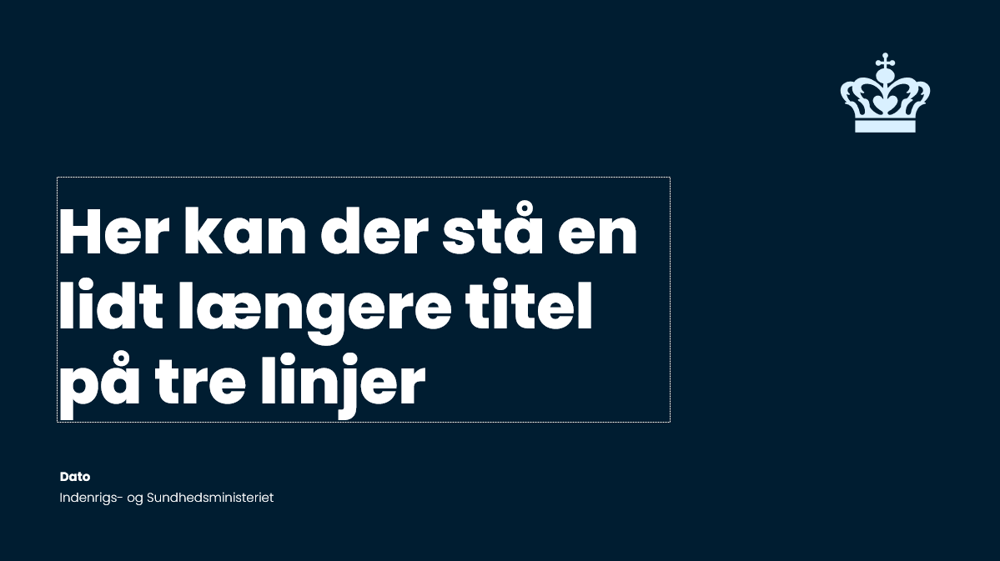 Her kan der stå en
lidt længere titel
på tre linjer
Dato
Indenrigs- og Sundhedsministeriet